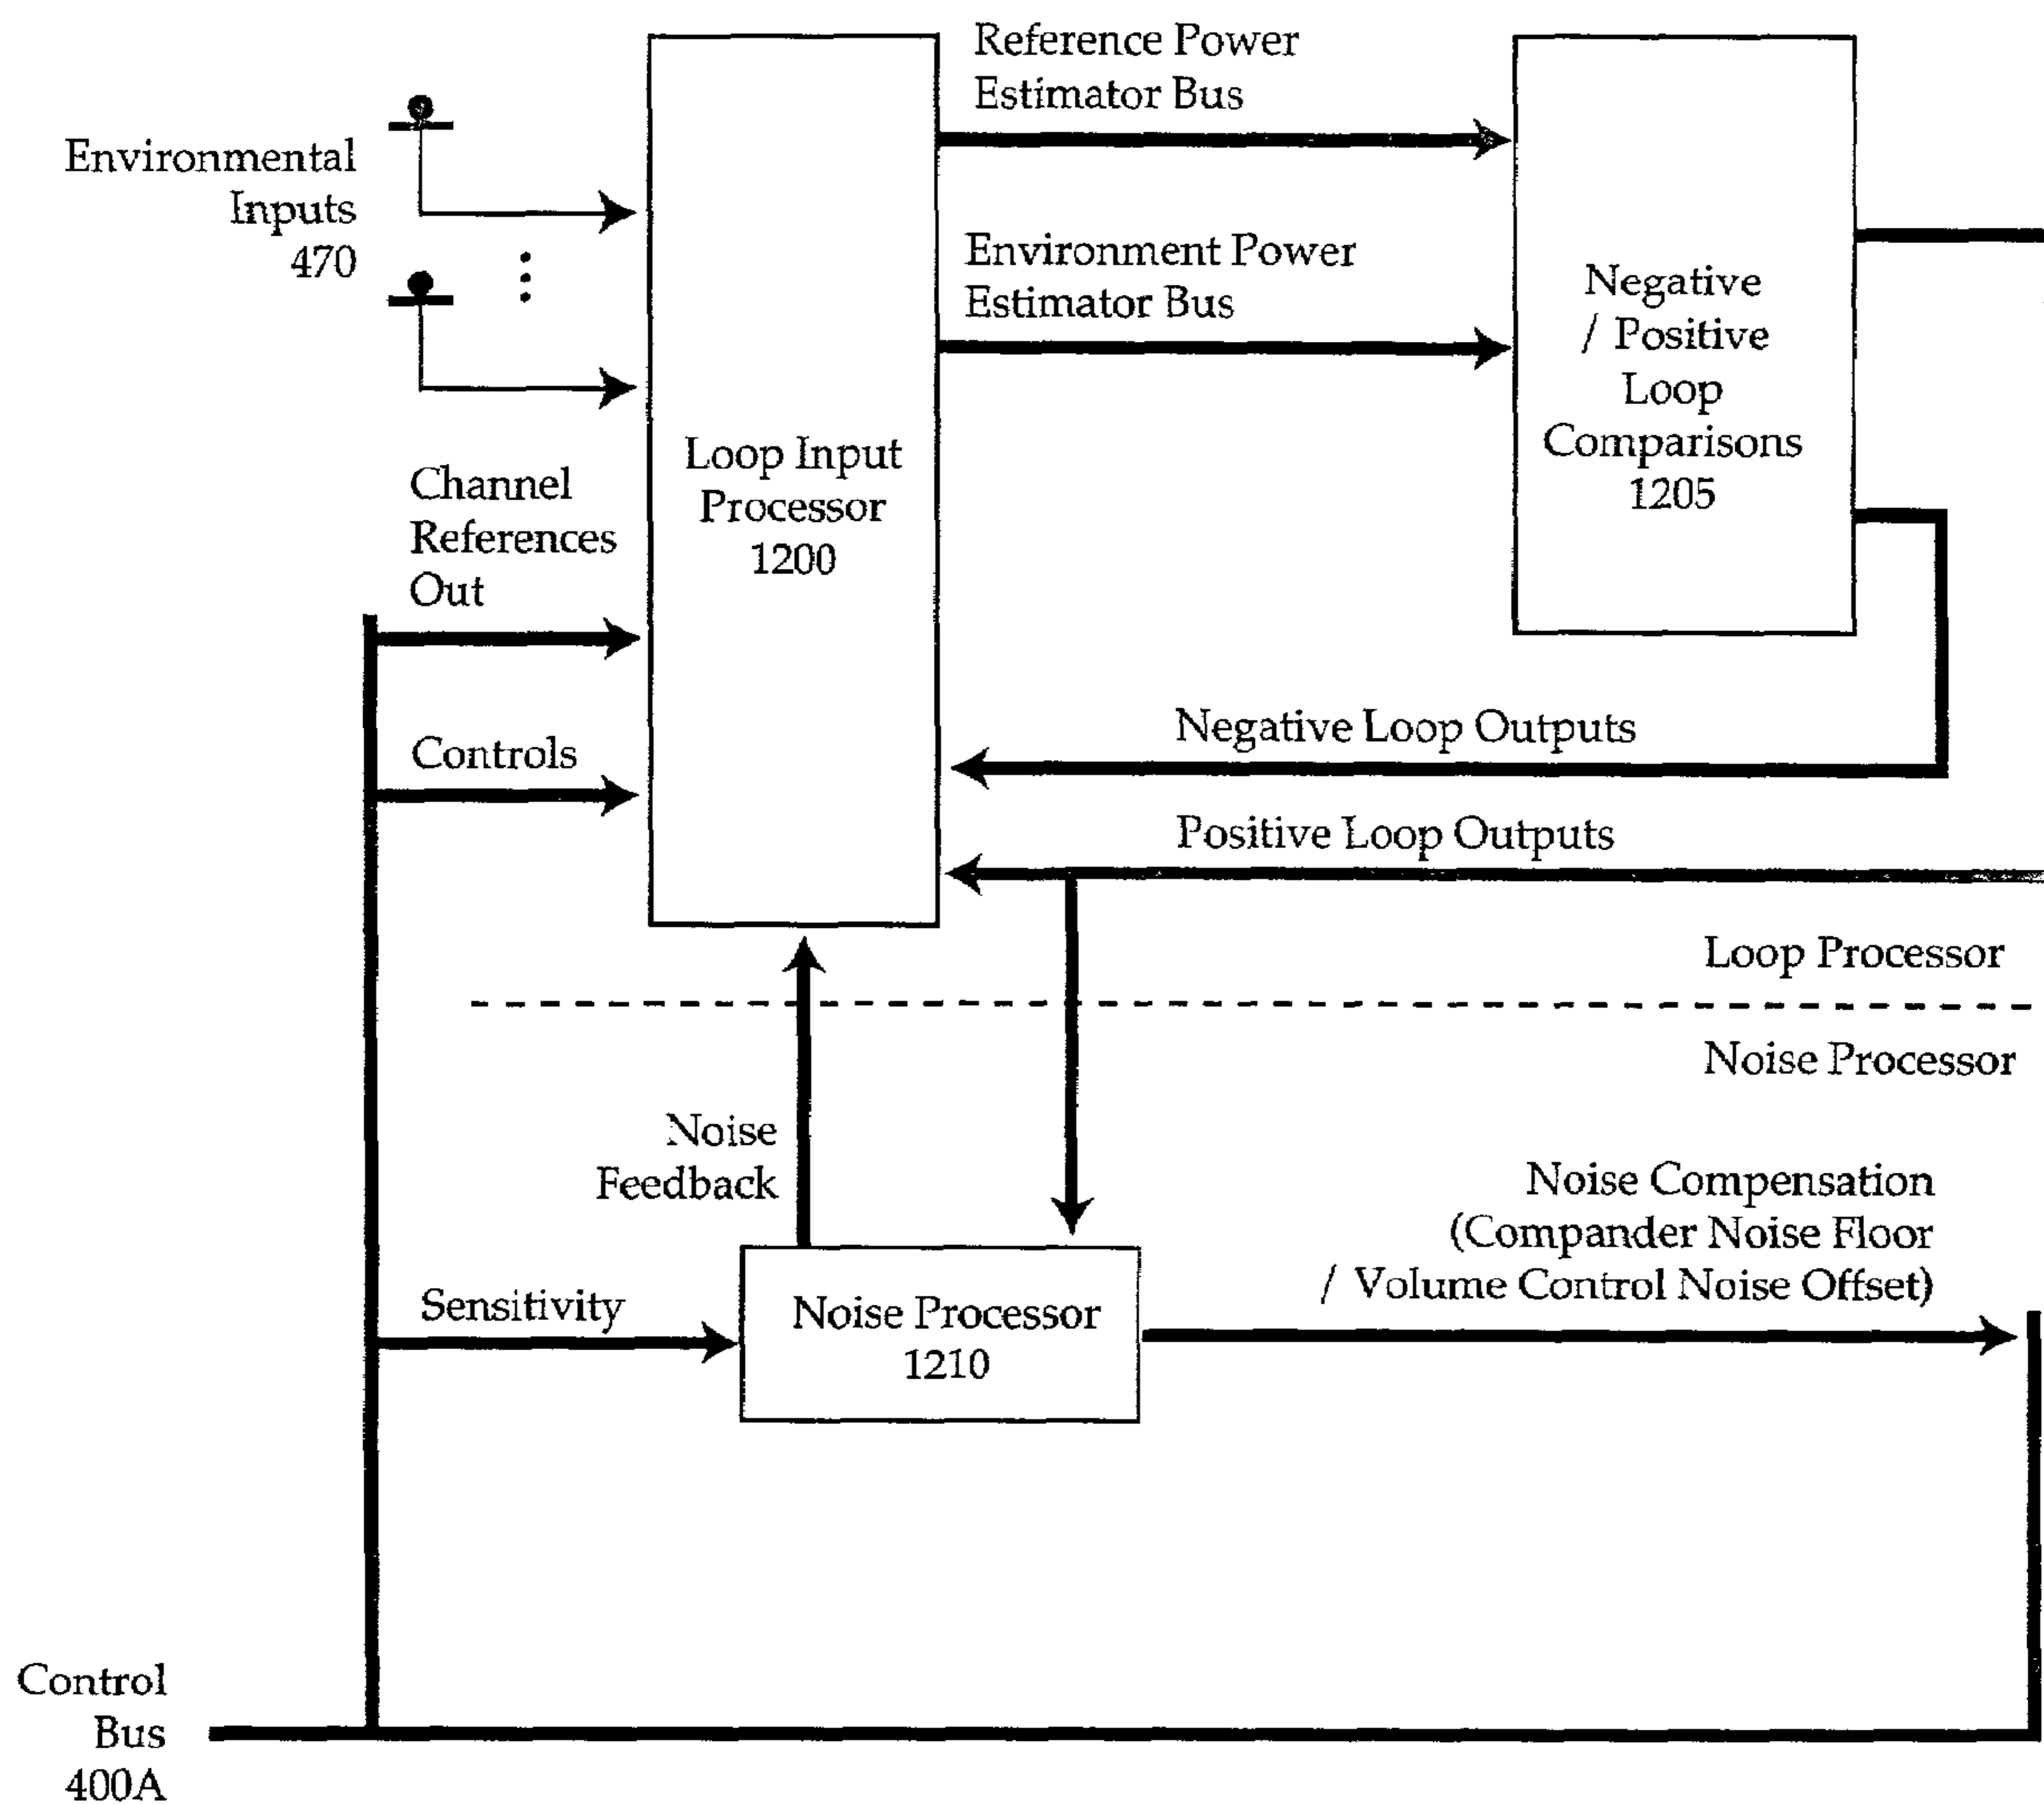 Reference Power
Estimator Bus
Environmental
Inputs
470
Environment Power
Estimator Bus
Negative
/ Positive
Loop
Comparisons
1205
Loop Input
Processor
1200
Channel
References
Out
Controls
Negative Loop Outputs
Positive Loop Outputs
Loop Processor
Noise Processor
Noise
Feedback
Noise Compensation
(Compander Noise Floor
/ Volume Control Noise Offset)
Sensitivity
Noise Processor
1210
Control
Bus
400A